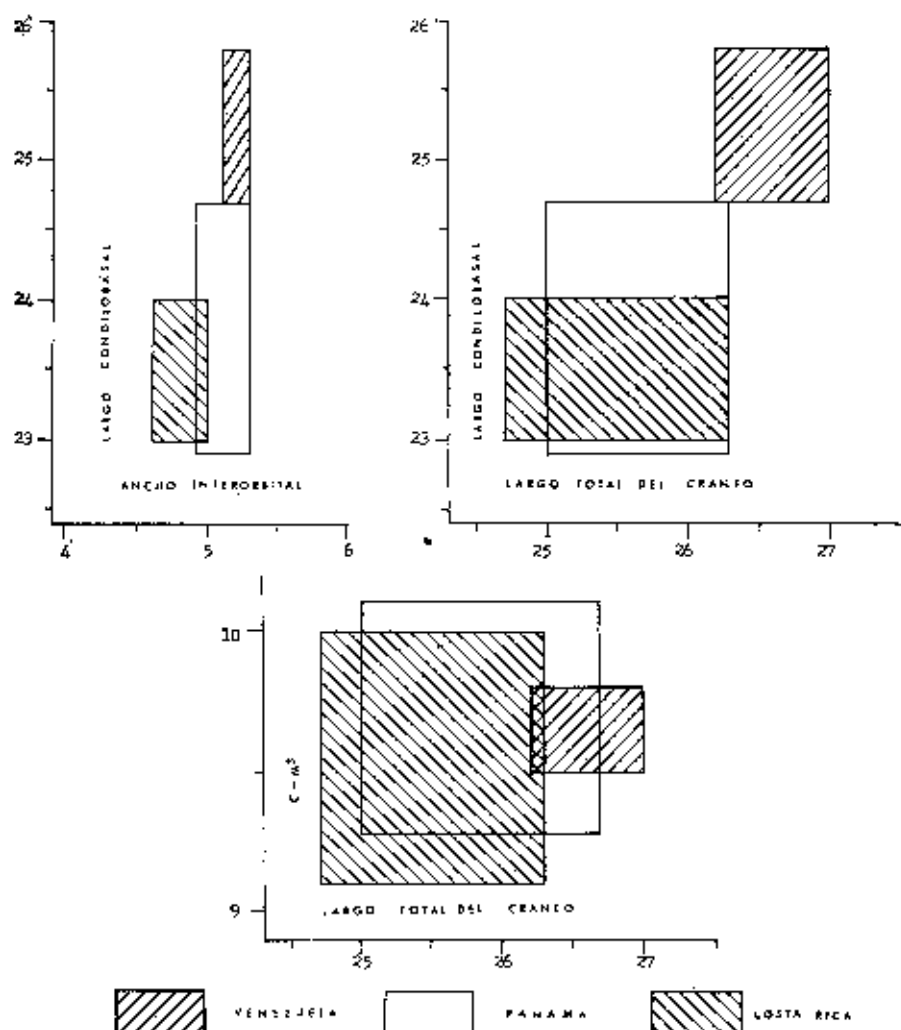 26
25
24
23
LARGO CONDILOBASAL
ANCHO INTERORBITAL
4 5 6
26
25
24
23
LARGO CONDILOBASAL
LARGO TOTAL DEL CRANEO
25 26 27
10
9
C-M³
LARGO TOTAL DEL CRANEO
25 26 27
VENEZUELA PANAMA COSTA RICA